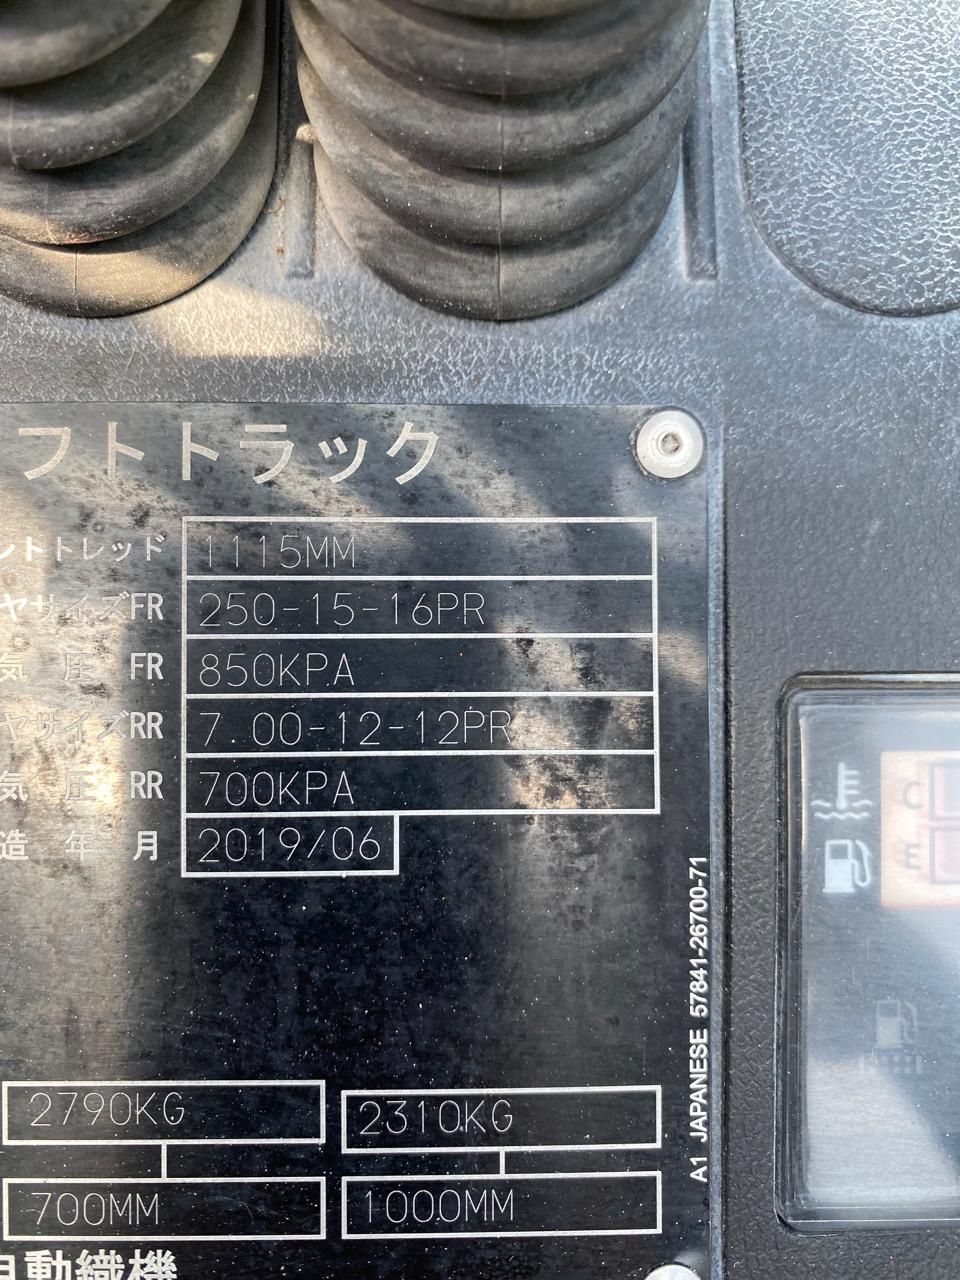 フトトラック
ントトレッド 1115MM
ヤサイズFR 250-15-16PR
気圧 FR 850KPA
ヤサイズRR 7.00-12-12PR
気圧 RR 700KPA
造年月 2019/06
2790KG 2310KG
700MM 1000MM
自動織機
A1 JAPANESE 57841-26700-71
C
E